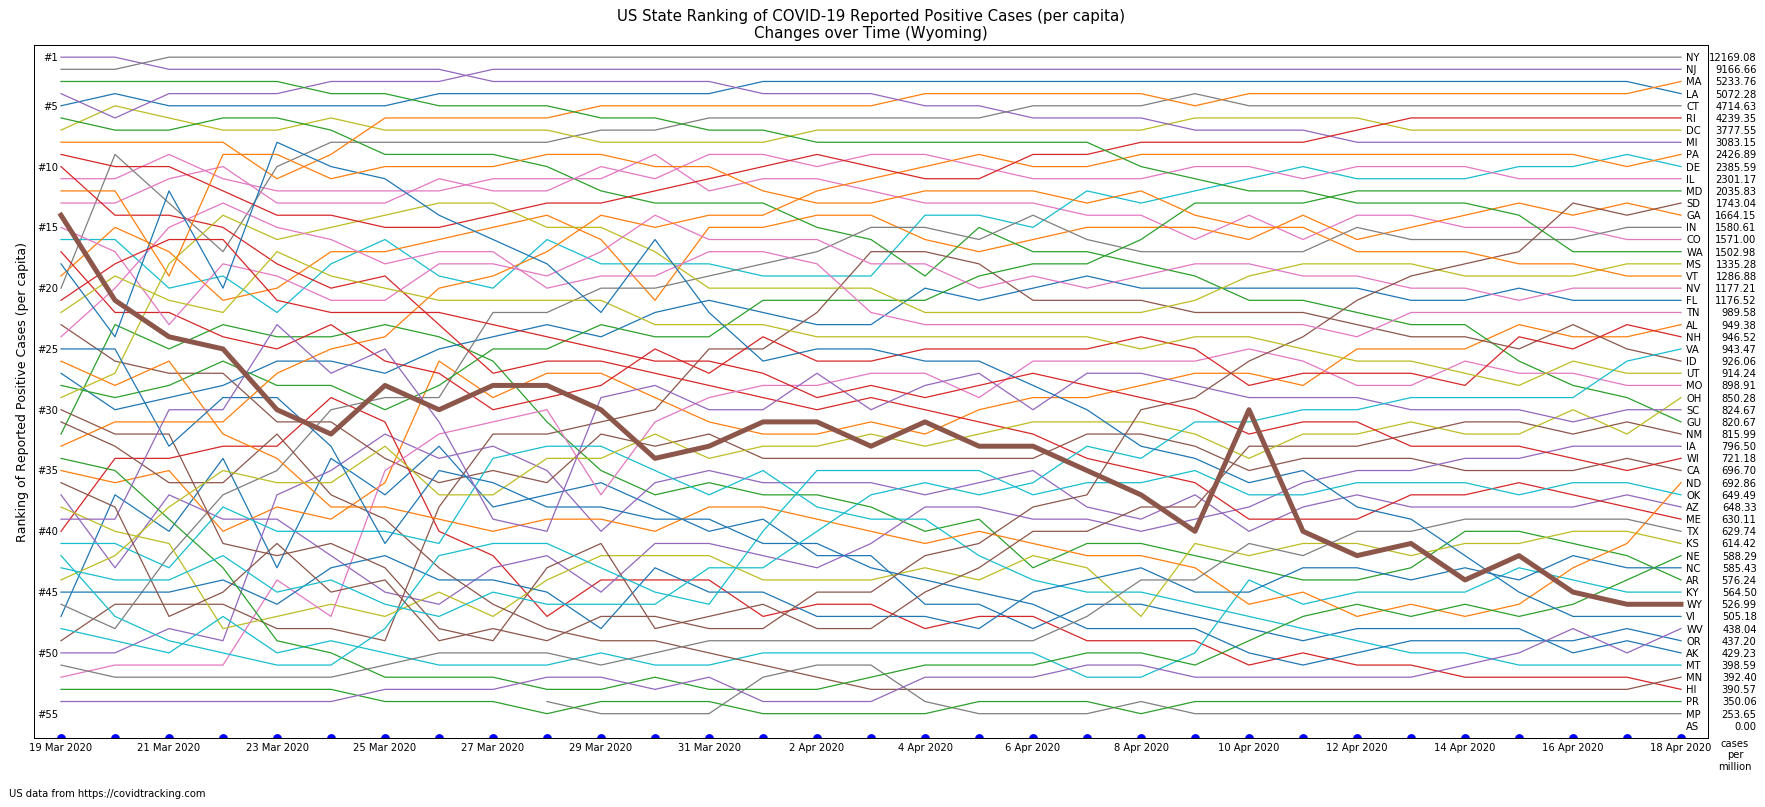 US State Ranking of COVID-19 Reported Positive Cases (per capita)
Changes over Time (Wyoming)
Ranking of Reported Positive Cases (per capita)
#1
#5
#10
#15
#20
#25
#30
#35
#40
#45
#50
#55
NY 12169.08
NJ 9166.66
MA 5233.76
LA 5072.28
CT 4714.63
RI 4239.35
DC 3777.55
MI 3083.15
PA 2426.89
DE 2385.59
IL 2301.17
MD 2035.83
SD 1743.04
GA 1664.15
IN 1580.61
CO 1571.00
WA 1502.98
MS 1335.28
VT 1286.88
NV 1177.21
FL 1176.52
TN 989.58
AL 949.38
NH 946.52
VA 943.47
ID 926.06
UT 914.24
MO 898.91
OH 850.28
SC 824.67
GU 820.67
NM 815.99
IA 796.50
WI 721.18
CA 696.70
ND 692.86
OK 649.49
AZ 648.33
ME 630.11
TX 629.74
KS 614.42
NE 588.29
NC 585.43
AR 576.24
KY 564.50
WY 526.99
VI 505.18
WV 438.04
OR 437.20
AK 429.23
MT 398.59
MN 392.40
HI 390.57
PR 350.06
MP 253.65
AS 0.00
19 Mar 2020
21 Mar 2020
23 Mar 2020
25 Mar 2020
27 Mar 2020
29 Mar 2020
31 Mar 2020
2 Apr 2020
4 Apr 2020
6 Apr 2020
8 Apr 2020
10 Apr 2020
12 Apr 2020
14 Apr 2020
16 Apr 2020
18 Apr 2020
cases
per
million
US data from https://covidtracking.com